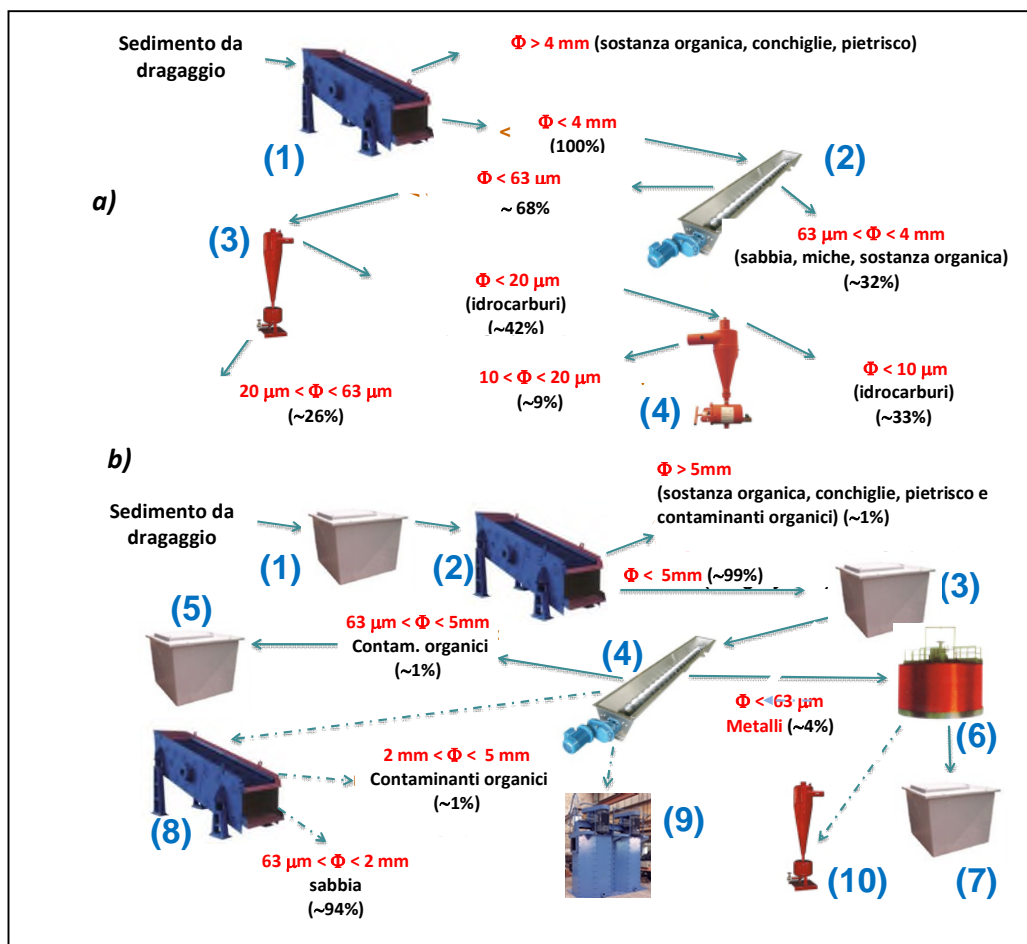 Sedimento da
dragaggio
Φ > 4 mm (sostanza organica, conchiglie, pietrisco)
(1)
<
Φ < 4 mm
(100%)
(2)
a)
Φ < 63 μm
~ 68%
(3)
63 μm < Φ < 4 mm
(sabbia, miche, sostanza organica)
(~32%)
Φ < 20 μm
(idrocarburi)
(~42%)
20 μm < Φ < 63 μm
(~26%)
10 < Φ < 20 μm
(~9%)
(4)
Φ < 10 μm
(idrocarburi)
(~33%)
b)
Sedimento da
dragaggio
(1)
(2)
Φ > 5mm
(sostanza organica, conchiglie, pietrisco e
contaminanti organici) (~1%)
Φ < 5mm (~99%)
(3)
(5)
63 μm < Φ < 5mm
Contam. organici
(~1%)
(4)
Φ < 63 μm
Metalli (~4%)
(6)
2 mm < Φ < 5 mm
Contaminanti organici
(~1%)
(8)
63 μm < Φ < 2 mm
sabbia
(~94%)
(9)
(10)
(7)